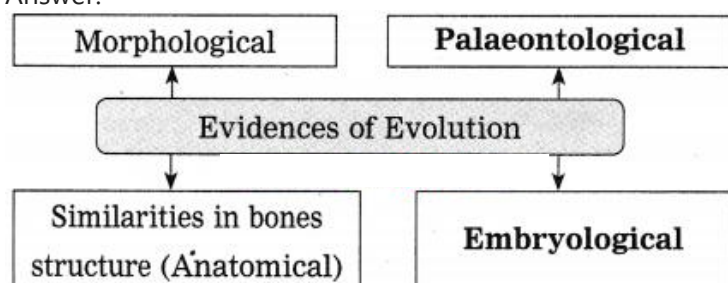 Answer:
Morphological
Palaeontological
Evidences of Evolution
Similarities in bones
structure (Anatomical)
Embryological